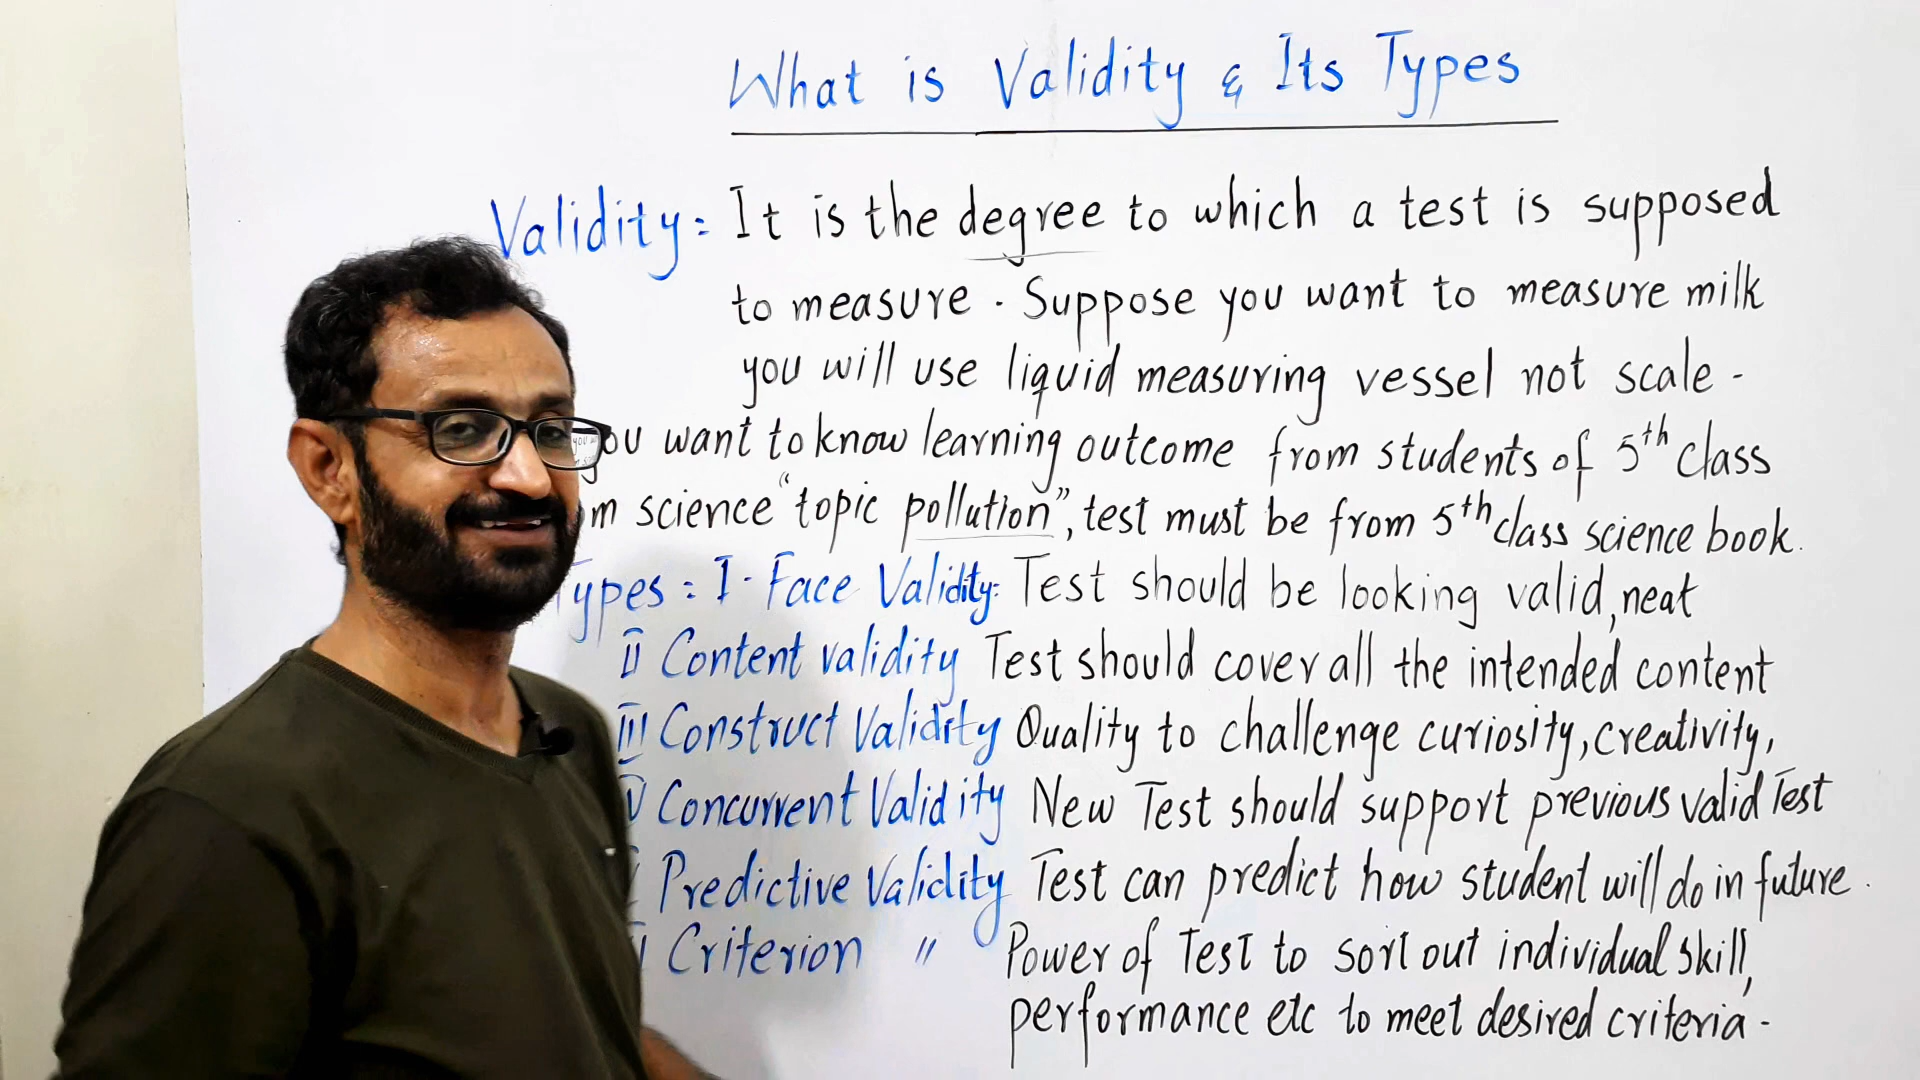 What is Validity & Its Types
Validity: It is the degree to which a test is supposed
to measure. Suppose you want to measure milk
you will use liquid measuring vessel not scale -
you want to know learning outcome from students of 5th class
science "topic pollution", test must be from 5th class science book.
Types: I. Face Validity: Test should be looking valid, neat
II Content validity Test should cover all the intended content
III Construct Validity Quality to challenge curiosity, creativity,
V Concurrent Validity New Test should support previous valid Test
Predictive Validity Test can predict how student will do in future.
Criterion " Power of Test to sort out individual skill,
performance etc to meet desired criteria -